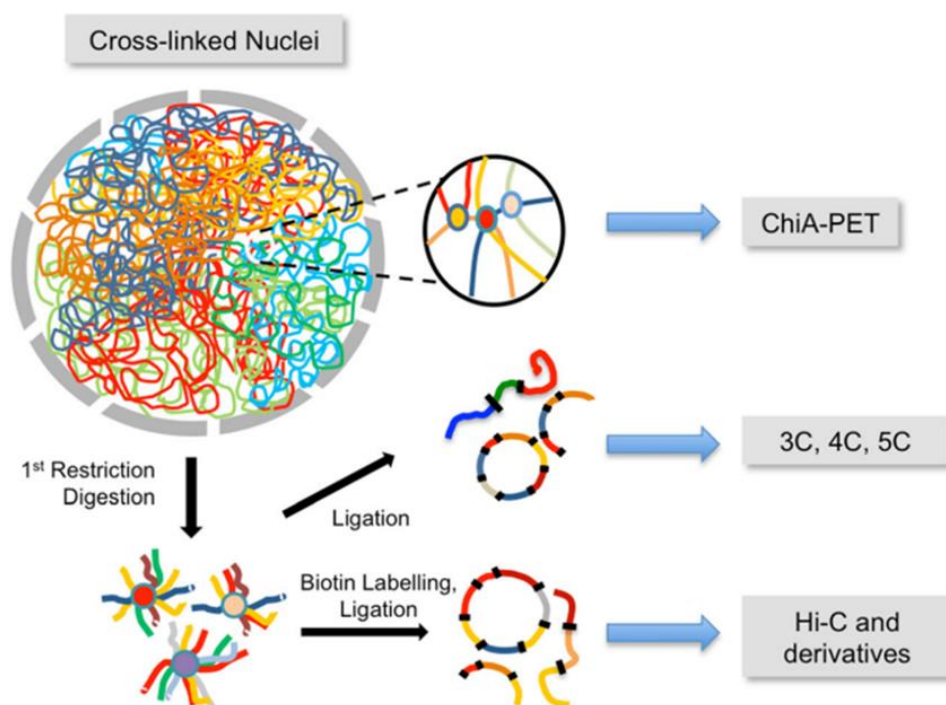 Cross-linked Nuclei
ChiA-PET
1st Restriction
Digestion
Ligation
3C, 4C, 5C
Biotin Labelling,
Ligation
Hi-C and
derivatives